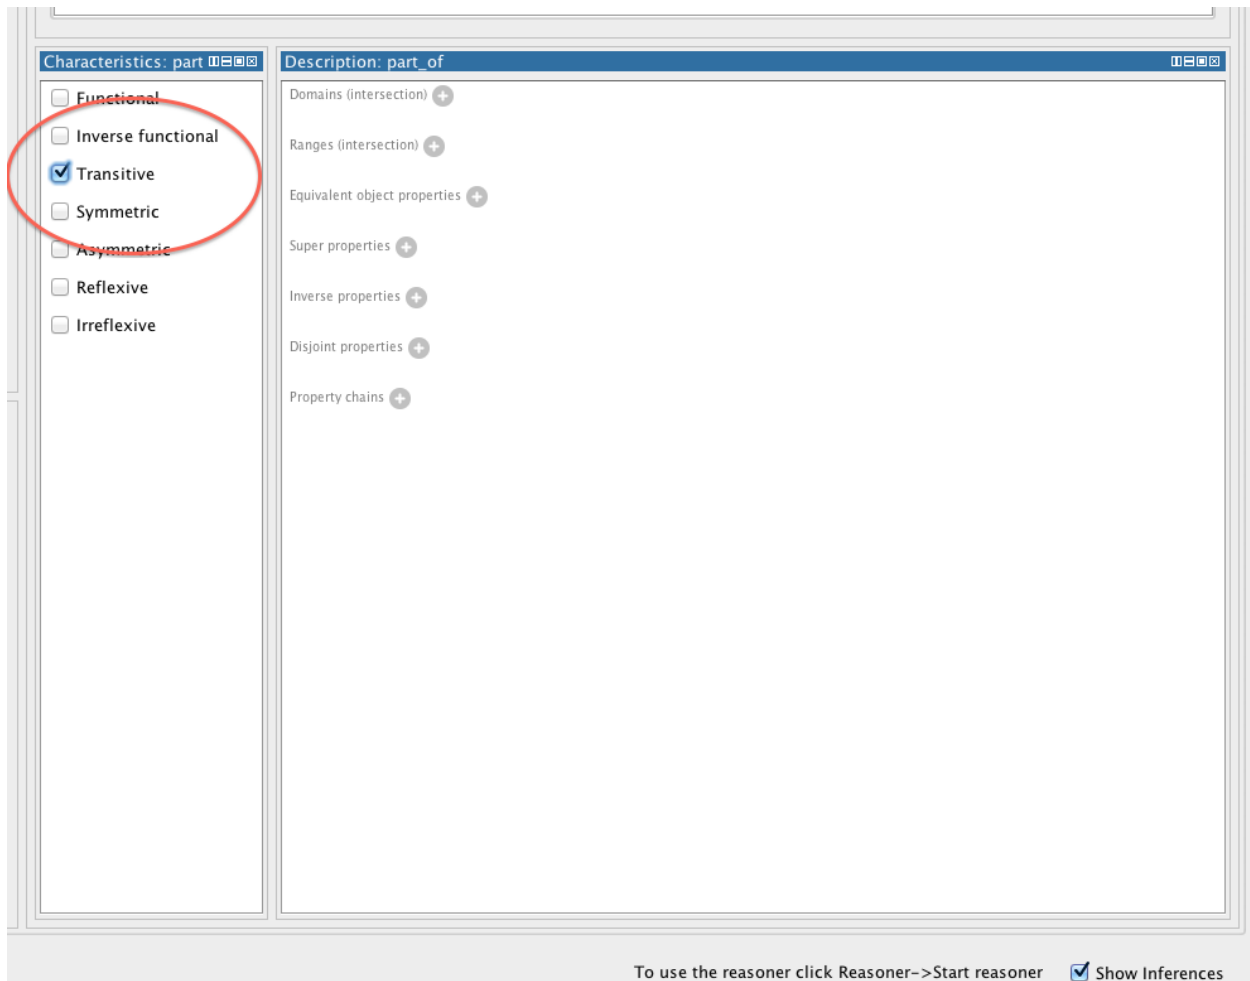 Characteristics: part
Functional
Inverse functional
Transitive
Symmetric
Asymmetric
Reflexive
Irreflexive
Description: part_of
Domains (intersection)
Ranges (intersection)
Equivalent object properties
Super properties
Inverse properties
Disjoint properties
Property chains
To use the reasoner click Reasoner->Start reasoner
Show Inferences